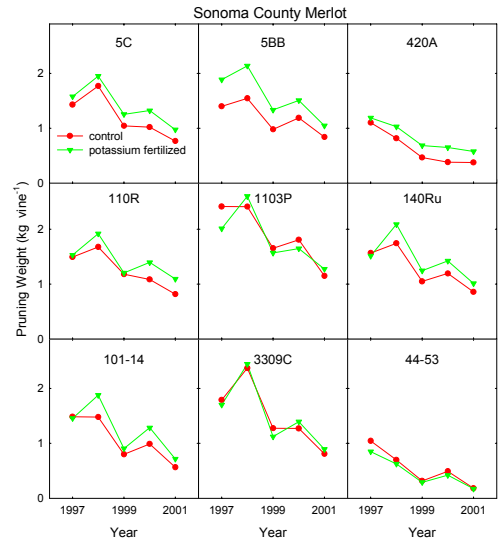 Sonoma County Merlot
5C 5BB 420A
2
1
0
control
potassium fertilized
110R 1103P 140Ru
2
1
0
Pruning Weight (kg vine⁻¹)
101-14 3309C 44-53
2
1
0
1997 1999 2001 1997 1999 2001 1997 1999 2001
Year Year Year